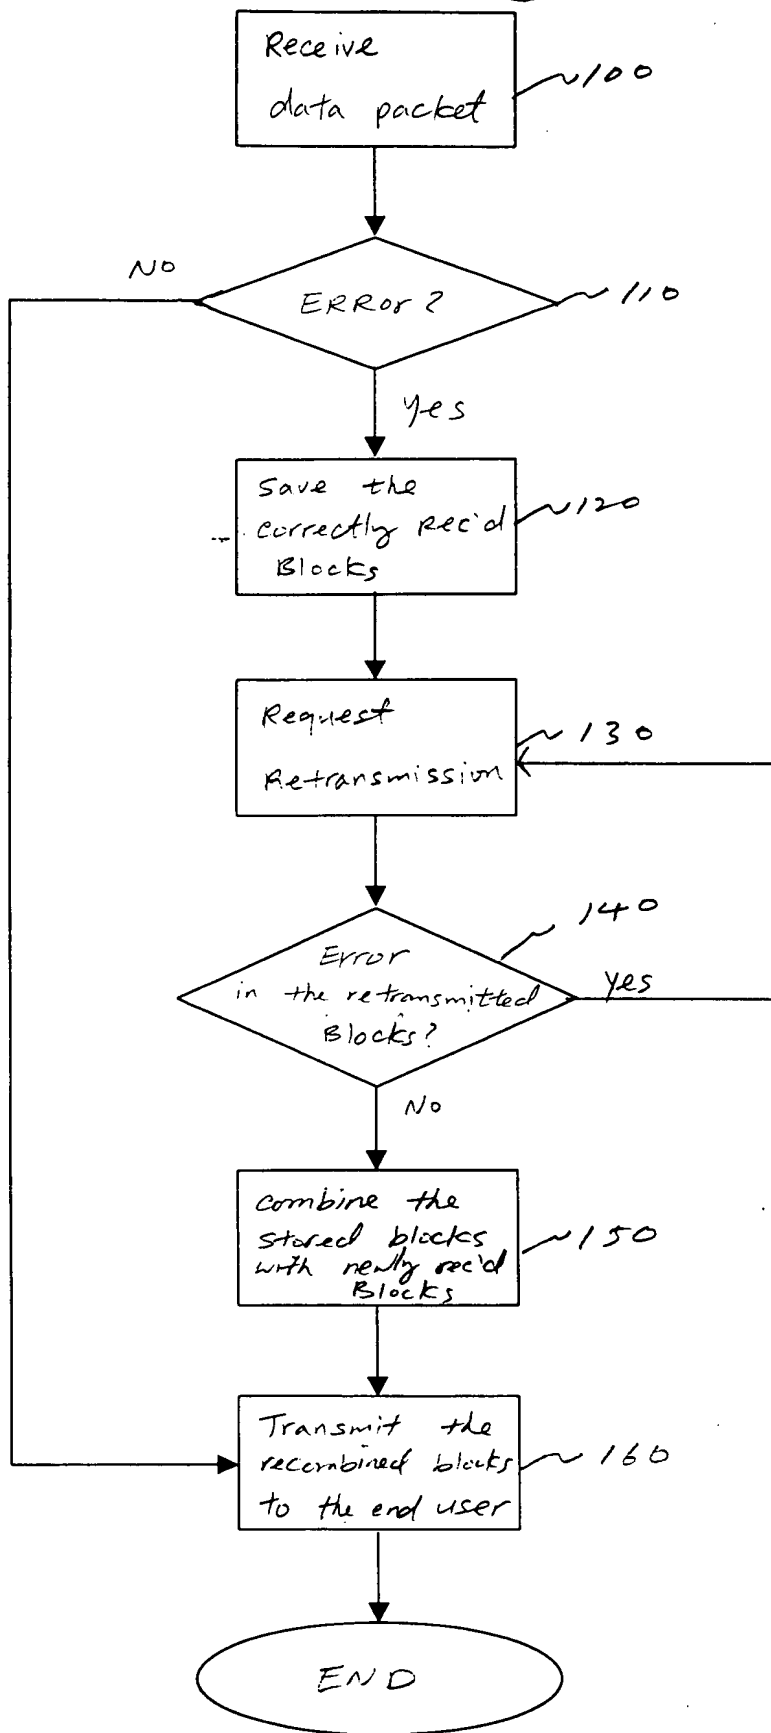 Receive
data packet
100
No
ERROr?
110
Yes
Save the
correctly Rec'd
Blocks
120
Request
Retransmission
130
140
Error
in the retransmitted
Blocks?
Yes
No
combine the
stored blocks
with newly rec'd
Blocks
150
Transmit the
recombined blocks
to the end user
160
END